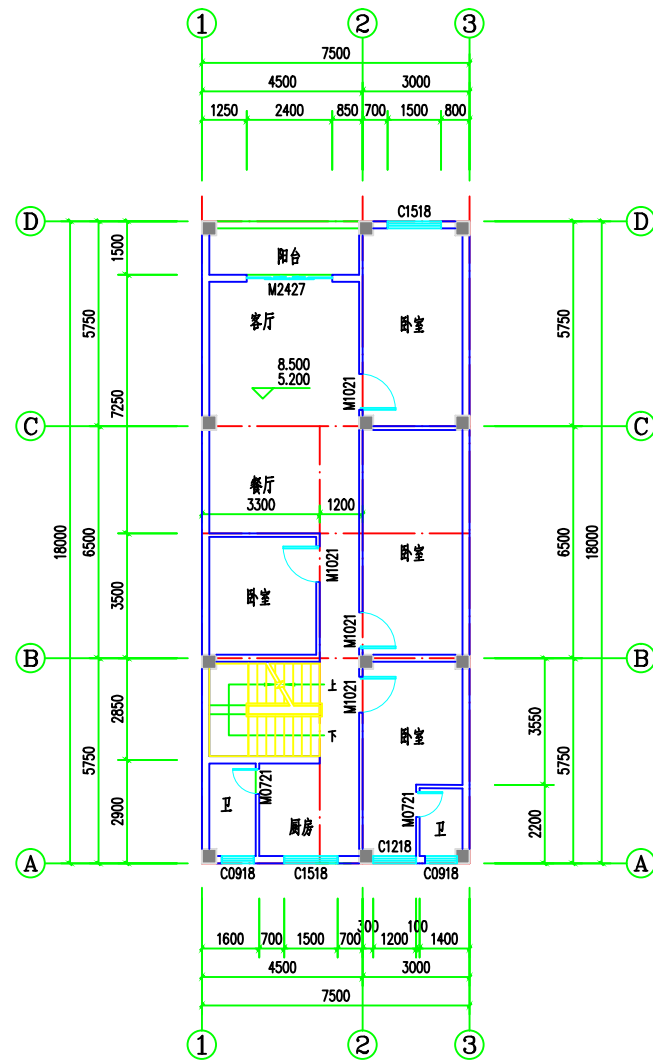 1 2 3
7500
4500 3000
1250 2400 850 700 1500 800
D C1518 D
1500
阳台
5750 5750
M2427
客厅 卧室
8.500
5.200
M1021
7250
C C
餐厅
3300 1200
18000 6500 6500 18000
卧室
M1021
3500
卧室
M1021
B B
上
M1021
2850
3550
卧室
下
5750 5750
M0721
M0721
2900
卫
厨房
卫
2200
C1218
A A
C0918 C1518 C0918
300 100
1600 700 1500 700 1200 1400
4500 3000
7500
1 2 3